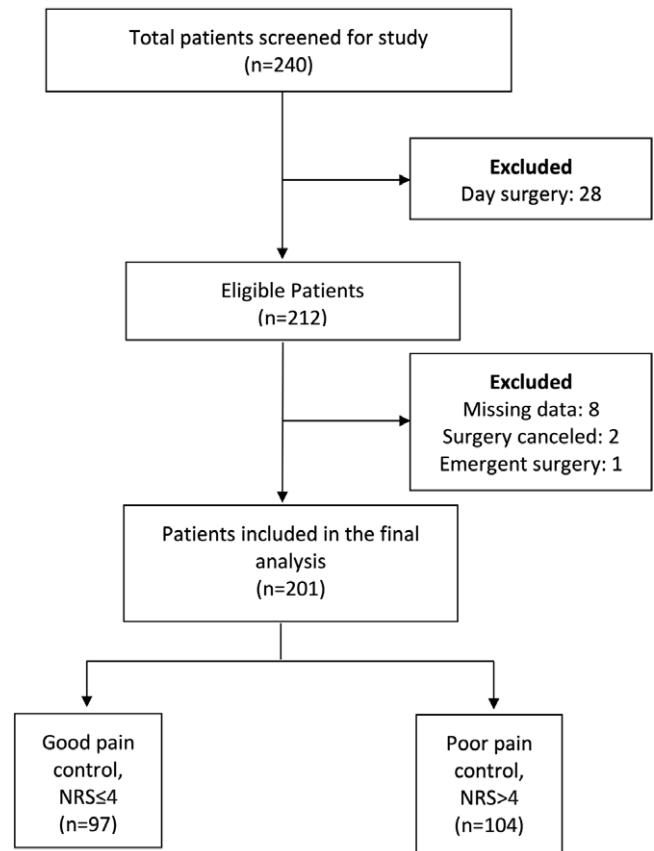 Total patients screened for study
(n=240)
Excluded
Day surgery: 28
Eligible Patients
(n=212)
Excluded
Missing data: 8
Surgery canceled: 2
Emergent surgery: 1
Patients included in the final
analysis
(n=201)
Good pain
control,
NRS≤4
(n=97)
Poor pain
control,
NRS>4
(n=104)